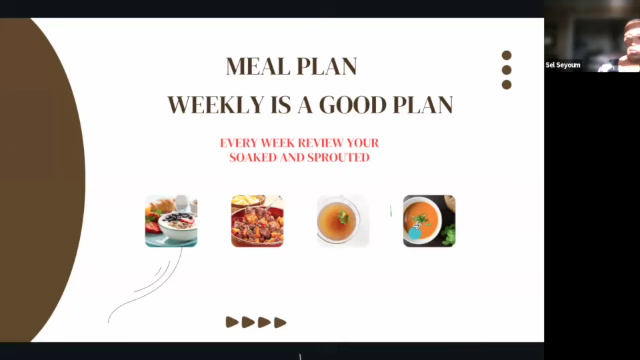 MEAL PLAN
WEEKLY IS A GOOD PLAN
EVERY WEEK REVIEW YOUR
SOAKED AND SPROUTED
Sel Seyoum